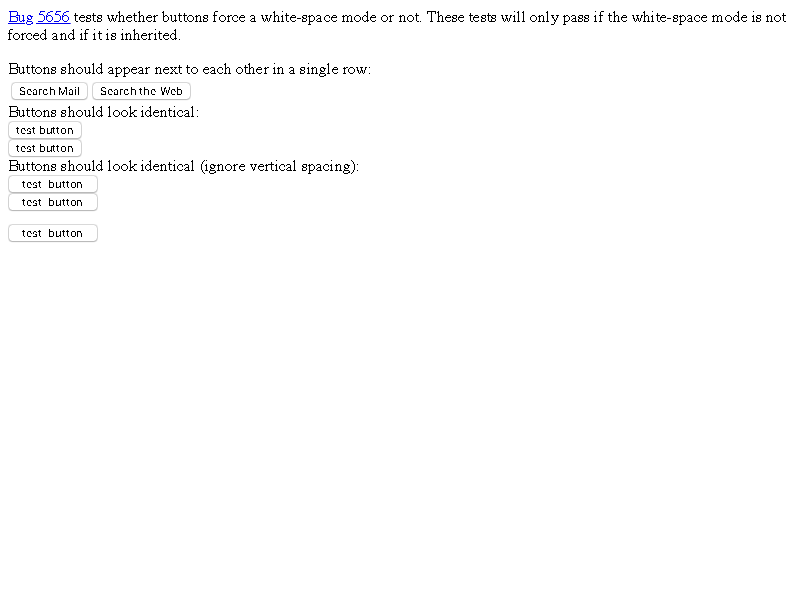 Bug 5656 tests whether buttons force a white-space mode or not. These tests will only pass if the white-space mode is not
forced and if it is inherited.
Buttons should appear next to each other in a single row:
Search Mail Search the Web
Buttons should look identical:
test button
test button
Buttons should look identical (ignore vertical spacing):
test  button
test  button
test  button